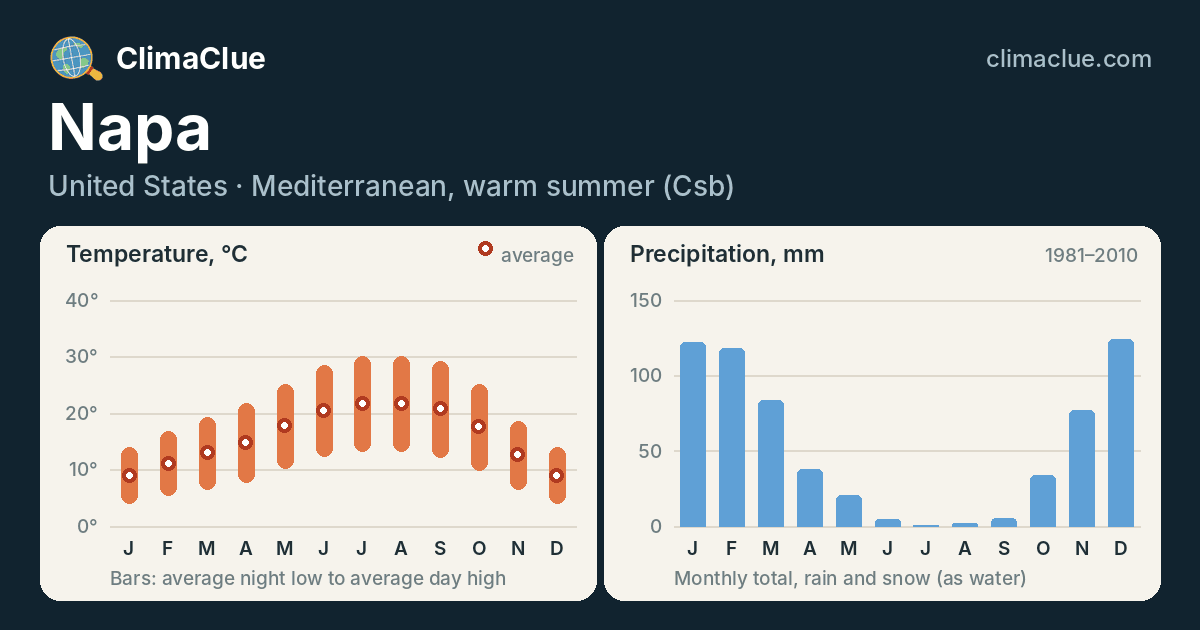 ClimaClue
climaclue.com
Napa
United States · Mediterranean, warm summer (Csb)
Temperature, °C
average
40°
30°
20°
10°
0°
J F M A M J J A S O N D
Bars: average night low to average day high
Precipitation, mm
1981–2010
150
100
50
0
J F M A M J J A S O N D
Monthly total, rain and snow (as water)